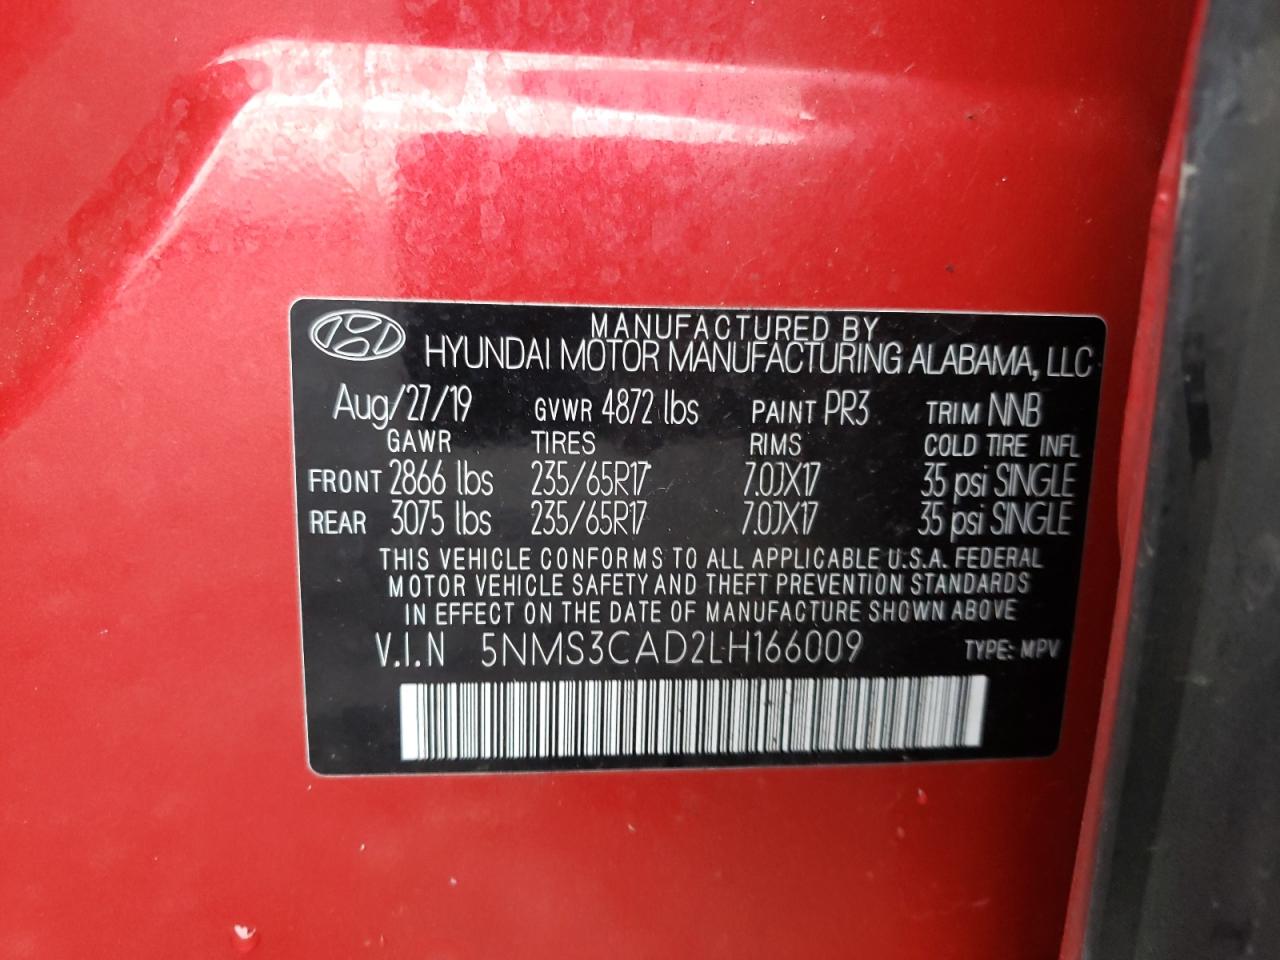 MANUFACTURED BY
HYUNDAI MOTOR MANUFACTURING ALABAMA, LLC
Aug/27/19 GVWR 4872 lbs PAINT PR3 TRIM NNB
GAWR TIRES RIMS COLD TIRE INFL
FRONT 2866 lbs 235/65R17 7.0JX17 35 psi SINGLE
REAR 3075 lbs 235/65R17 7.0JX17 35 psi SINGLE
THIS VEHICLE CONFORMS TO ALL APPLICABLE U.S.A. FEDERAL
MOTOR VEHICLE SAFETY AND THEFT PREVENTION STANDARDS
IN EFFECT ON THE DATE OF MANUFACTURE SHOWN ABOVE
V.I.N 5NMS3CAD2LH166009 TYPE: MPV